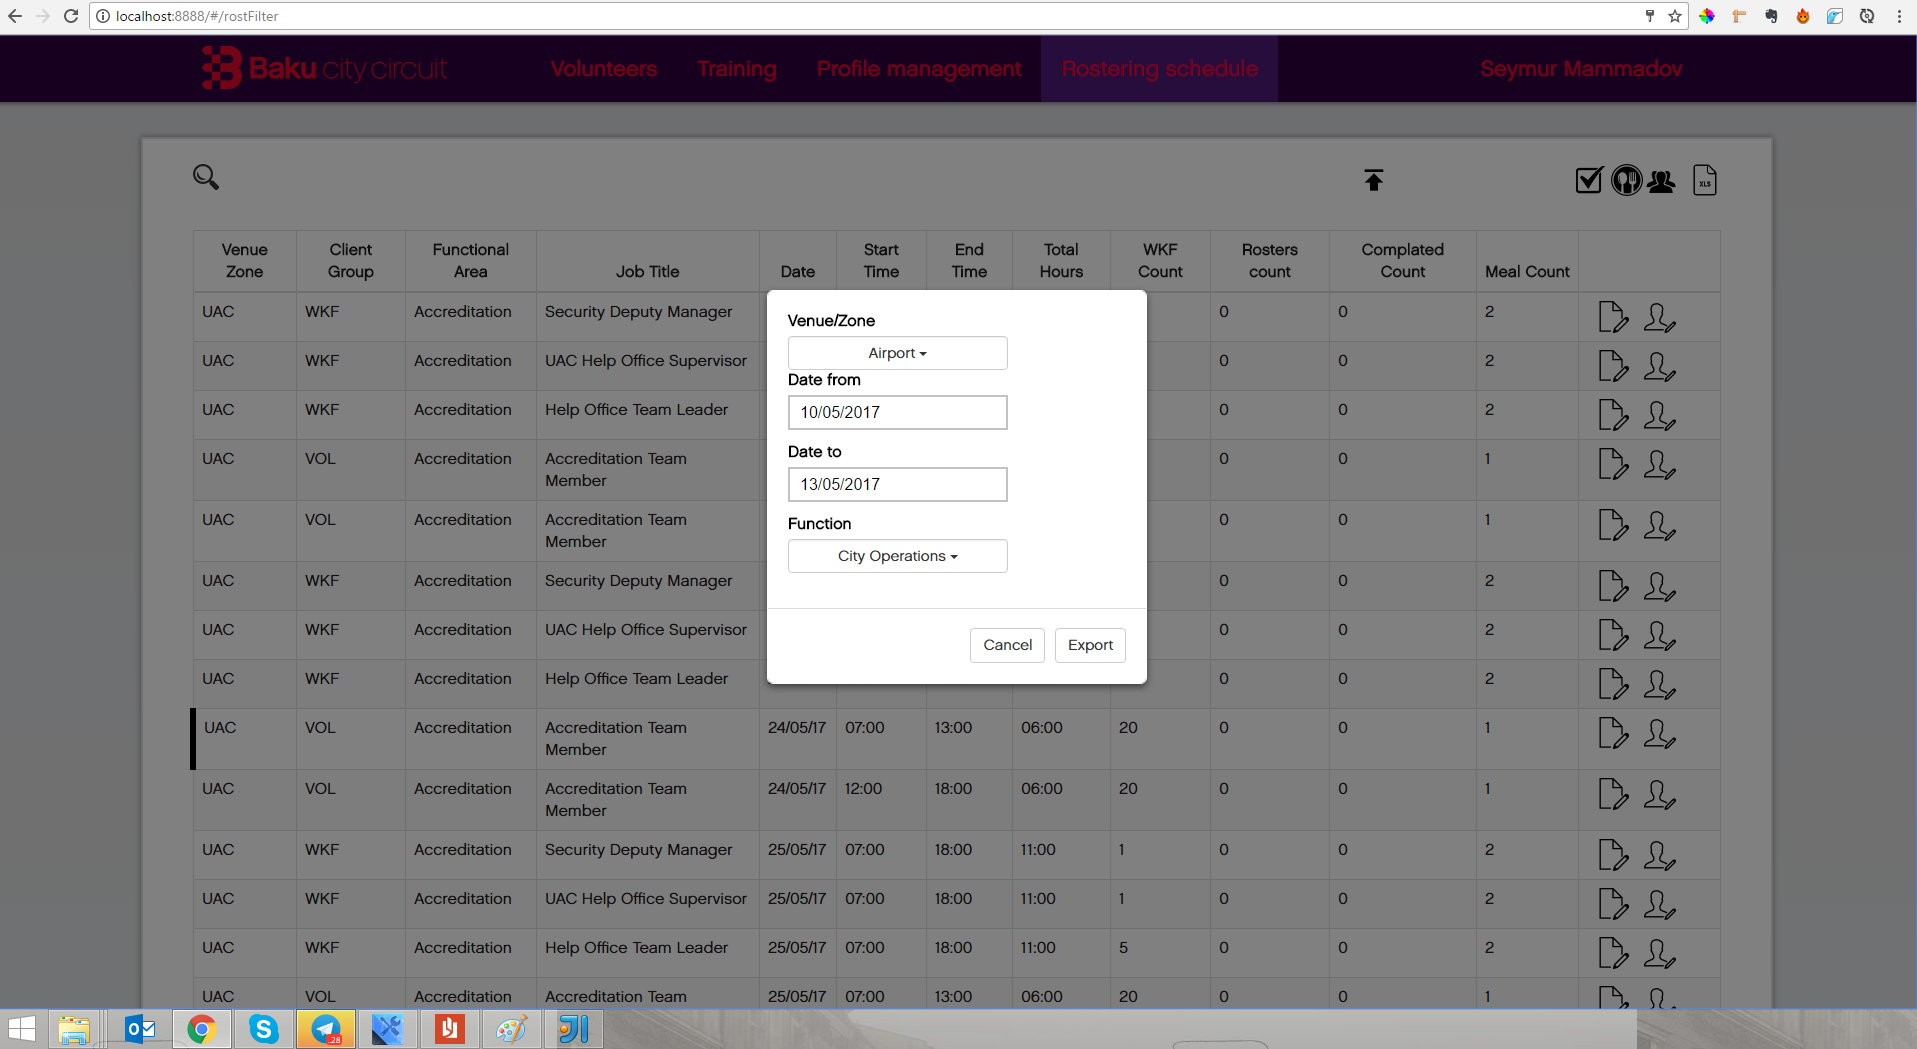 localhost:8888/#/rostFilter
Baku city circuit
Volunteers
Training
Profile management
Rostering schedule
Seymur Mammadov
XLS
Venue Zone
Client Group
Functional Area
Job Title
Date
Start Time
End Time
Total Hours
WKF Count
Rosters count
Complated Count
Meal Count
UAC WKF Accreditation Security Deputy Manager 0 0 2
UAC WKF Accreditation UAC Help Office Supervisor 0 0 2
UAC WKF Accreditation Help Office Team Leader 0 0 2
UAC VOL Accreditation Accreditation Team 0 0 1
Member
UAC VOL Accreditation Accreditation Team 0 0 1
Member
UAC WKF Accreditation Security Deputy Manager 0 0 2
UAC WKF Accreditation UAC Help Office Supervisor 0 0 2
UAC WKF Accreditation Help Office Team Leader 0 0 2
UAC VOL Accreditation Accreditation Team 24/05/17 07:00 13:00 06:00 20 0 0 1
Member
UAC VOL Accreditation Accreditation Team 24/05/17 12:00 18:00 06:00 20 0 0 1
Member
UAC WKF Accreditation Security Deputy Manager 25/05/17 07:00 18:00 11:00 1 0 0 2
UAC WKF Accreditation UAC Help Office Supervisor 25/05/17 07:00 18:00 11:00 1 0 0 2
UAC WKF Accreditation Help Office Team Leader 25/05/17 07:00 18:00 11:00 5 0 0 2
UAC VOL Accreditation Accreditation Team 25/05/17 07:00 13:00 06:00 20 0 0 1
Venue/Zone
Airport
Date from
10/05/2017
Date to
13/05/2017
Function
City Operations
Cancel
Export
28